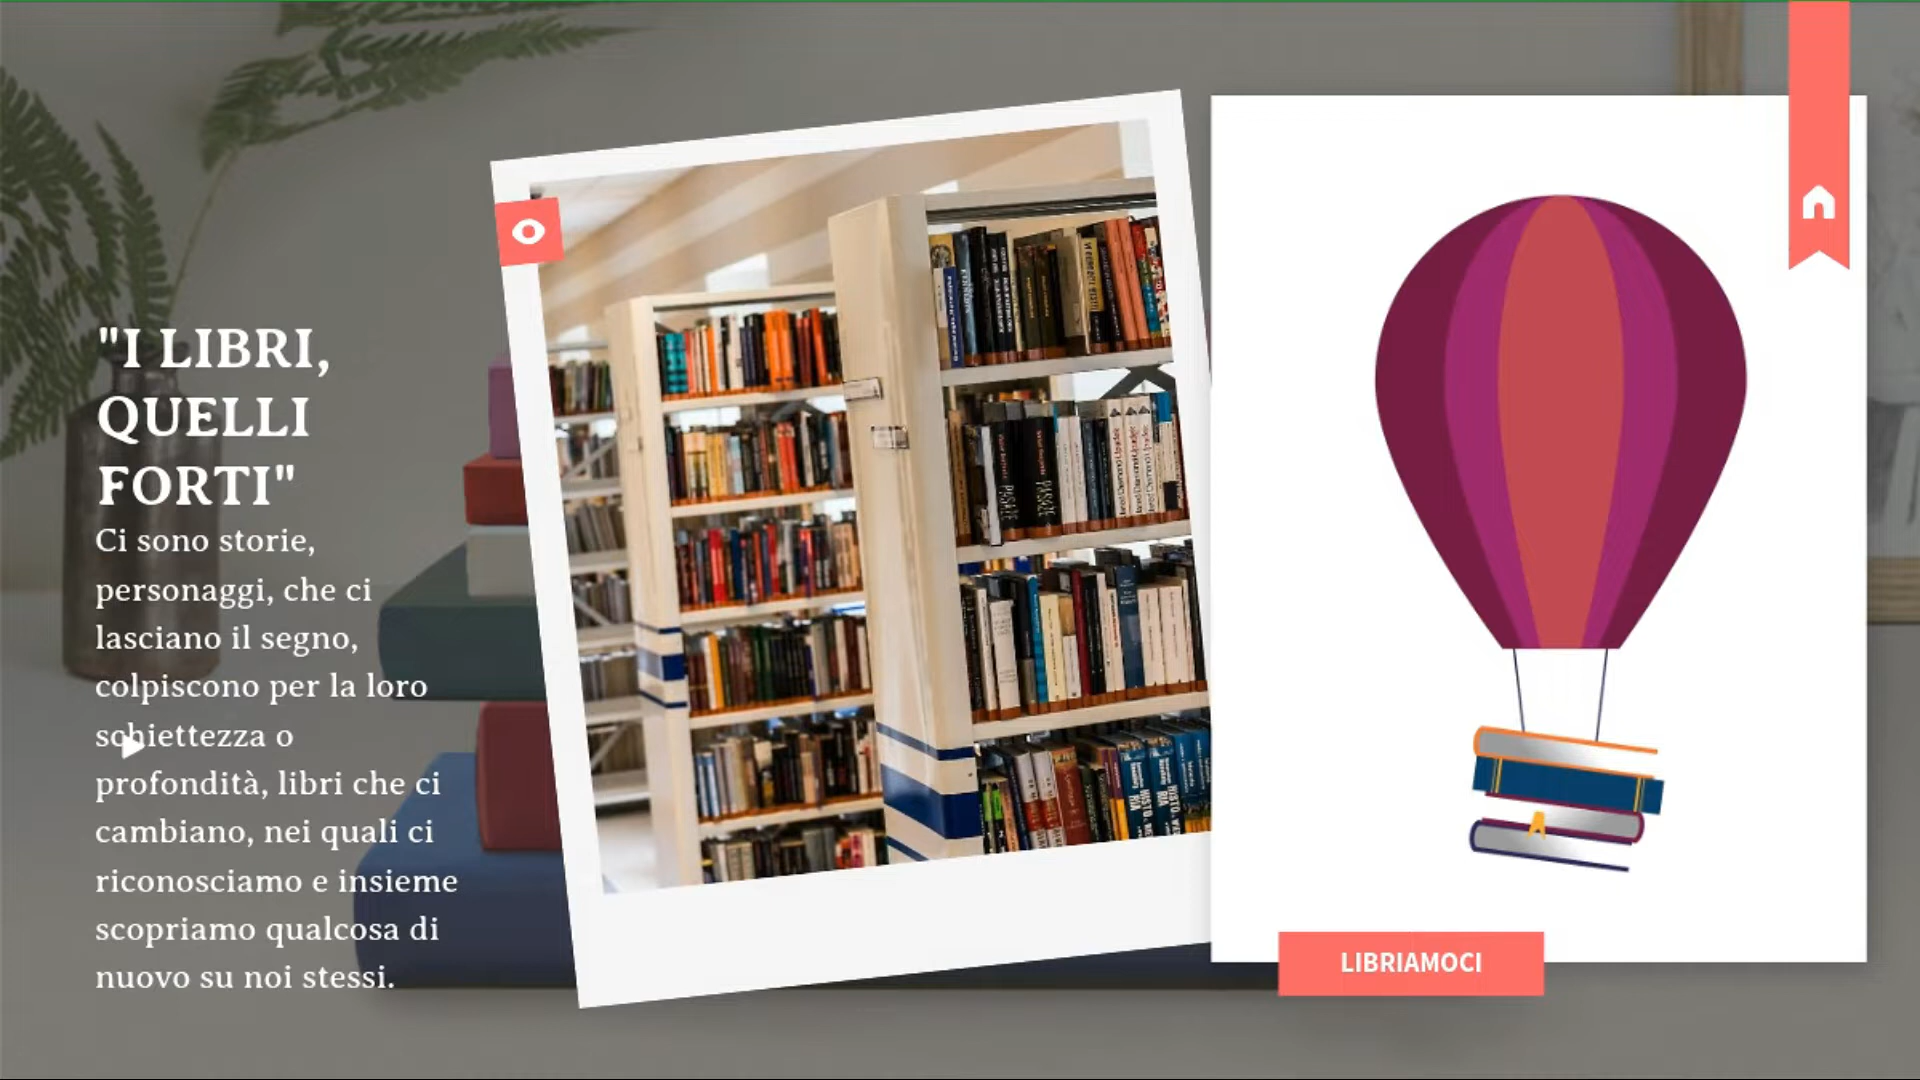 "I LIBRI,
QUELLI
FORTI"
Ci sono storie,
personaggi, che ci
lasciano il segno,
colpiscono per la loro
schiettezza o
profondità, libri che ci
cambiano, nei quali ci
riconosciamo e insieme
scopriamo qualcosa di
nuovo su noi stessi.
LIBRIAMOCI